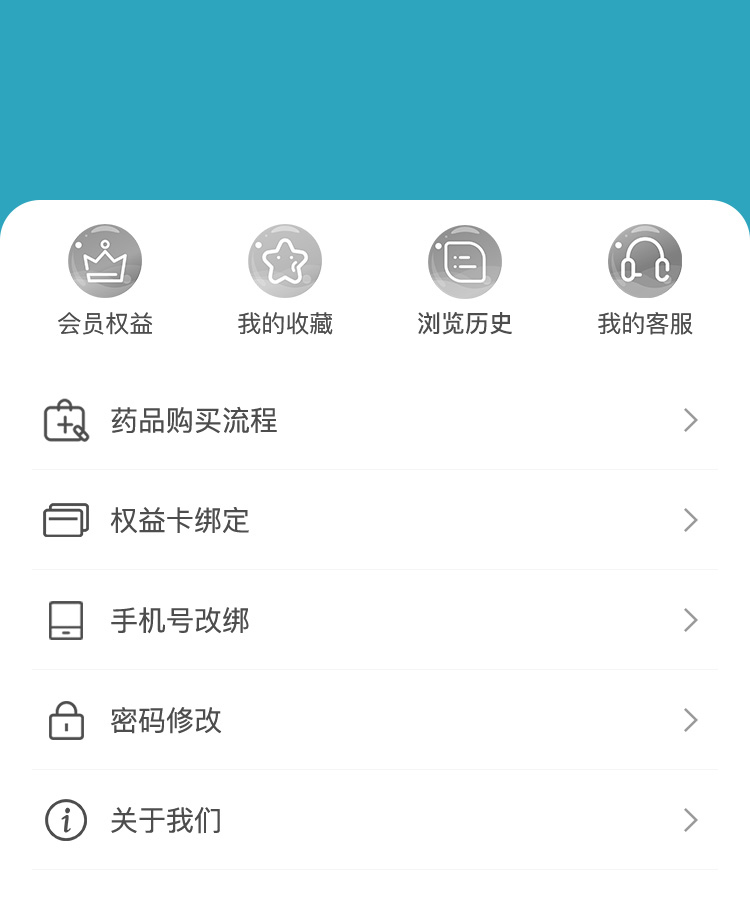 会员权益 我的收藏 浏览历史 我的客服
药品购买流程
权益卡绑定
手机号改绑
密码修改
关于我们